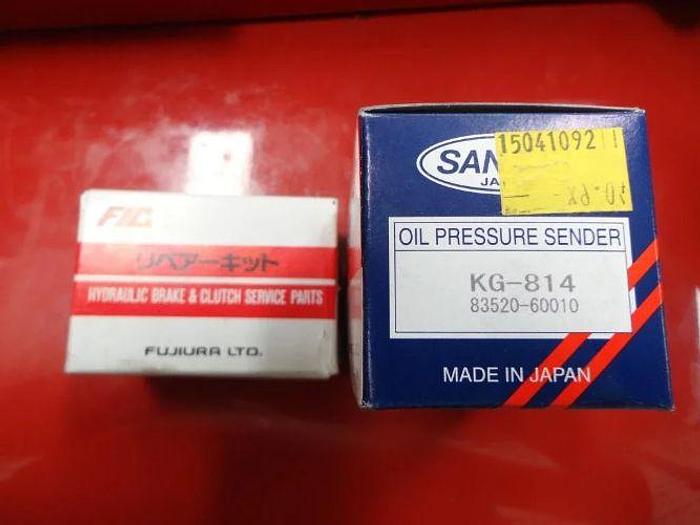 FIC
リペアーキット
HYDRAULIC BRAKE & CLUTCH SERVICE PARTS
FUJIURA LTD.
15041092
OIL PRESSURE SENDER
KG-814
83520-60010
MADE IN JAPAN